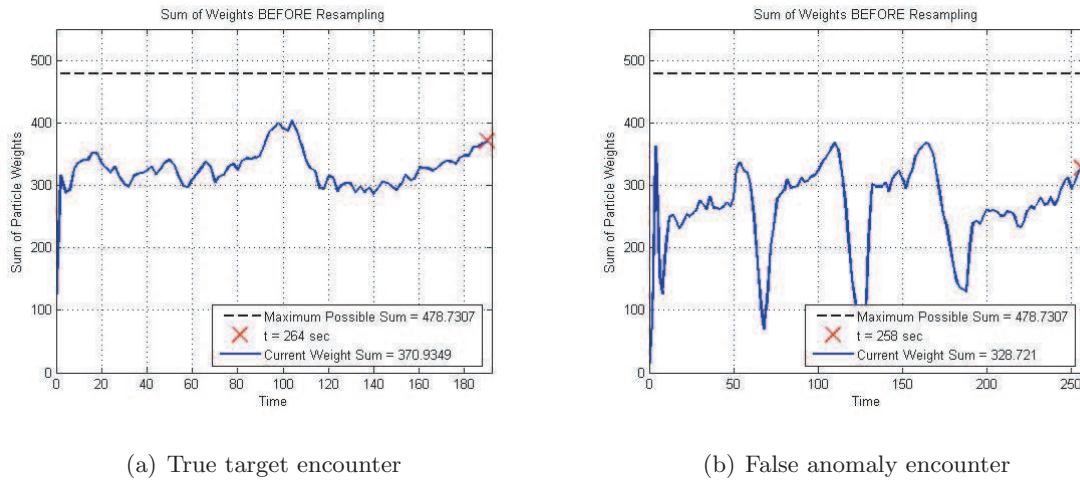 Sum of Weights BEFORE Resampling
500
400
300
200
100
0
Sum of Particle Weights
Maximum Possible Sum = 478.7307
t = 264 sec
Current Weight Sum = 370.9349
0 20 40 60 80 100 120 140 160 180
Time
(a) True target encounter
Sum of Weights BEFORE Resampling
500
400
300
200
100
0
Sum of Particle Weights
Maximum Possible Sum = 478.7307
t = 258 sec
Current Weight Sum = 328.721
0 50 100 150 200 250
Time
(b) False anomaly encounter